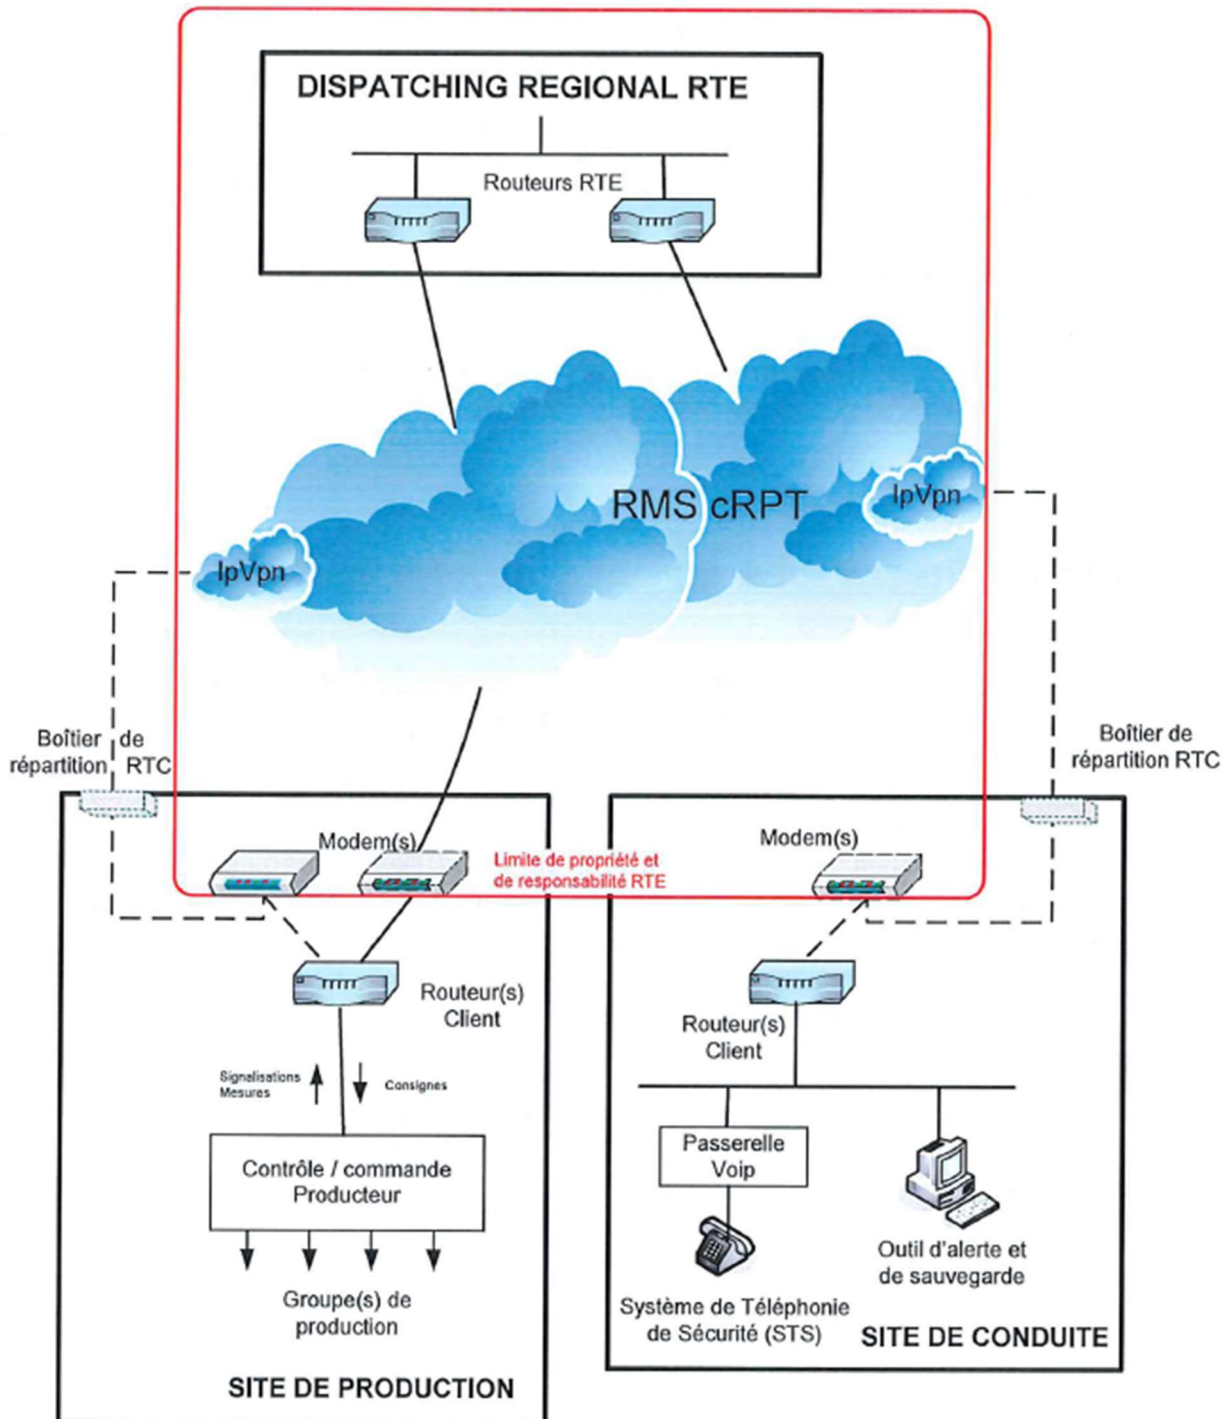 DISPATCHING REGIONAL RTE
Routeurs RTE
RMS cRPT
IpVpn
IpVpn
Boîtier de
répartition RTC
Boîtier de
répartition RTC
Modem(s)
Limite de propriété et
de responsabilité RTE
Modem(s)
Routeur(s)
Client
Routeur(s)
Client
Signalisations
Mesures
Consignes
Contrôle / commande
Producteur
Passerelle
Voip
Groupe(s) de
production
Outil d'alerte et
de sauvegarde
Système de Téléphonie
de Sécurité (STS)
SITE DE CONDUITE
SITE DE PRODUCTION